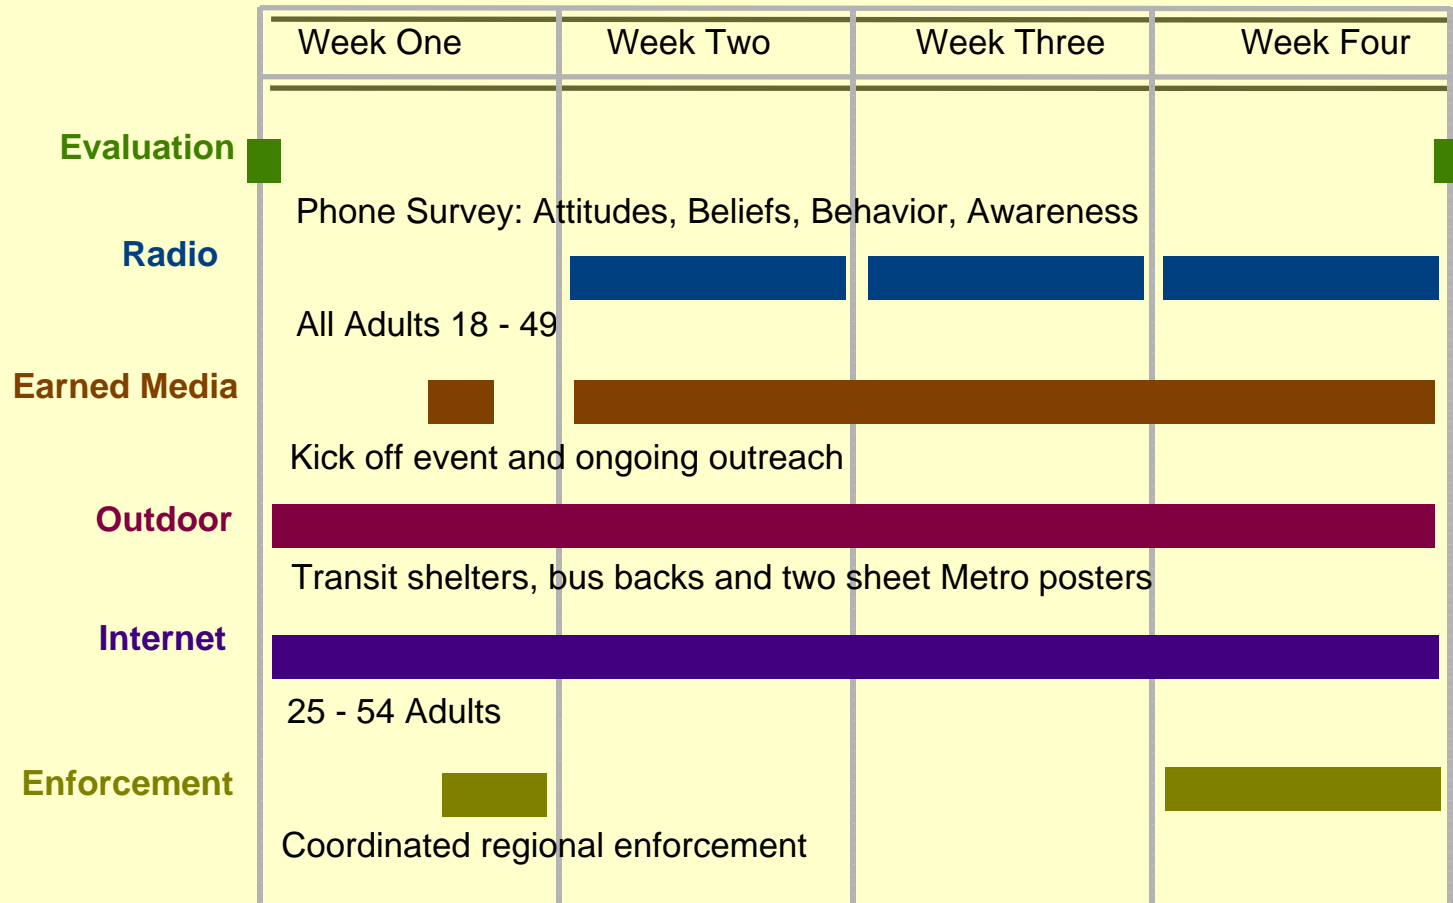 Week One Week Two Week Three Week Four
Evaluation
Phone Survey: Attitudes, Beliefs, Behavior, Awareness
Radio
All Adults 18 - 49
Earned Media
Kick off event and ongoing outreach
Outdoor
Transit shelters, bus backs and two sheet Metro posters
Internet
25 - 54 Adults
Enforcement
Coordinated regional enforcement